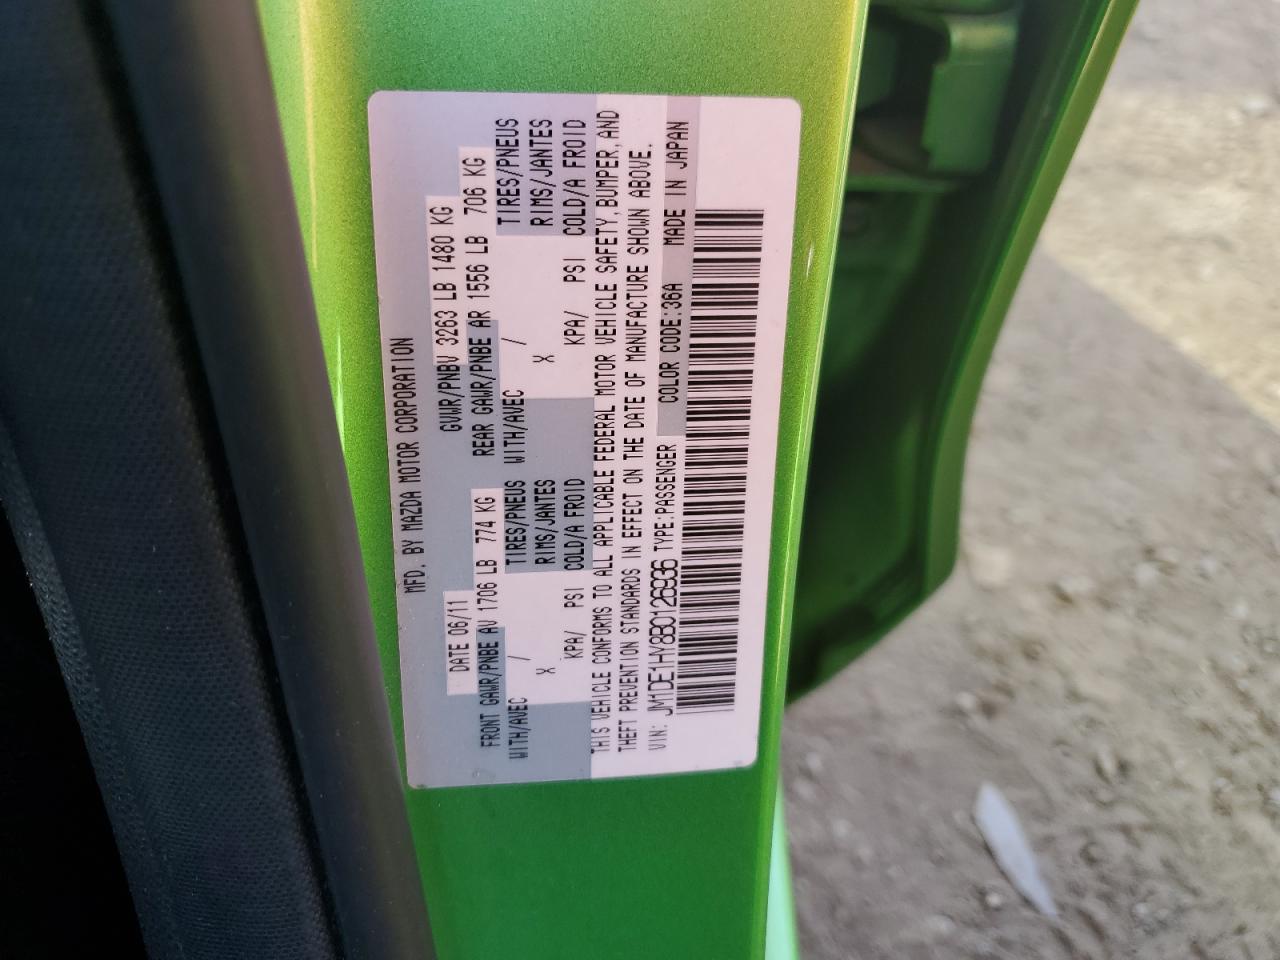 MFD. BY MAZDA MOTOR CORPORATION
DATE 06/11 GVWR/PNBV 3263 LB 1480 KG
FRONT GAWR/PNBE AV 1706 LB 774 KG REAR GAWR/PNBE AR 1556 LB 706 KG
WITH/AVEC / TIRES/PNEUS WITH/AVEC / TIRES/PNEUS
X RIMS/JANTES X RIMS/JANTES
KPA/ PSI COLD/A FROID KPA/ PSI COLD/A FROID
THIS VEHICLE CONFORMS TO ALL APPLICABLE FEDERAL MOTOR VEHICLE SAFETY, BUMPER, AND
THEFT PREVENTION STANDARDS IN EFFECT ON THE DATE OF MANUFACTURE SHOWN ABOVE.
VIN: JM1DE1HY8B0126936 TYPE:PASSENGER COLOR CODE:36A MADE IN JAPAN